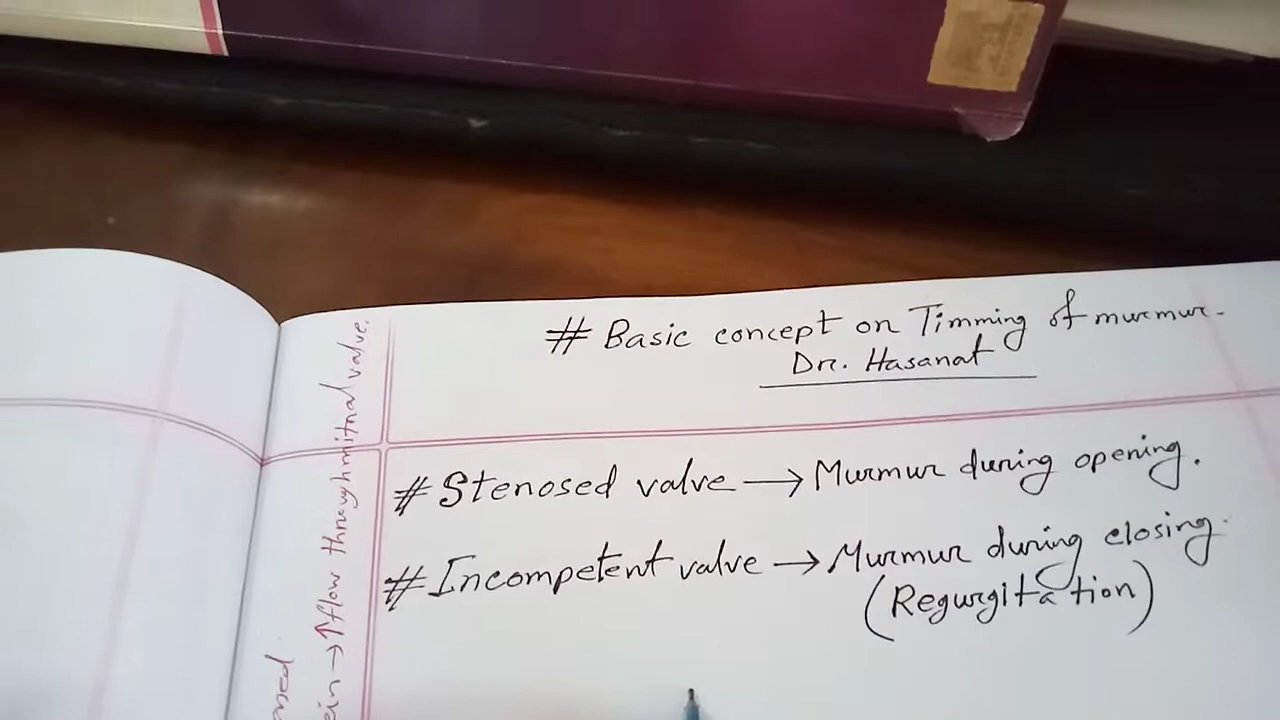 # Basic concept on Timming of murmur.
Dr. Hasanat
# Stenosed valve → Murmur during opening.
# Incompetent valve → Murmur during closing.
(Regurgitation)
→ ↑flow through mitral valve.